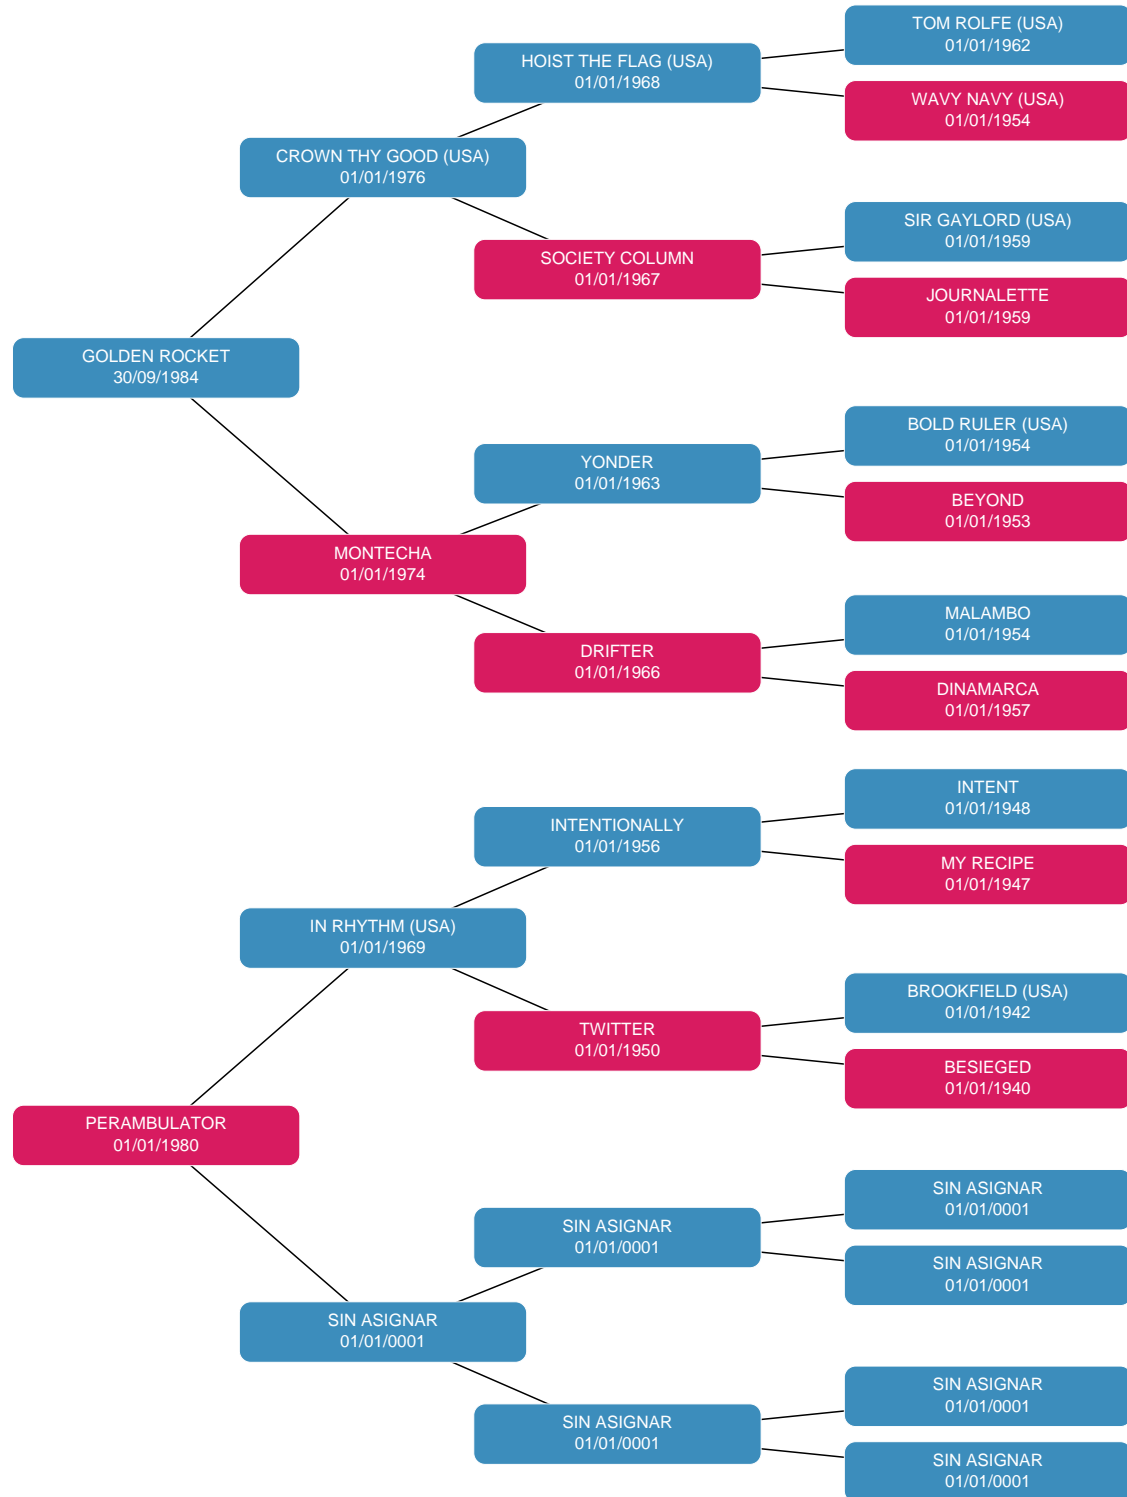 TOM ROLFE (USA)
01/01/1962
HOIST THE FLAG (USA)
01/01/1968
WAVY NAVY (USA)
01/01/1954
CROWN THY GOOD (USA)
01/01/1976
SIR GAYLORD (USA)
01/01/1959
SOCIETY COLUMN
01/01/1967
JOURNALETTE
01/01/1959
GOLDEN ROCKET
30/09/1984
BOLD RULER (USA)
01/01/1954
YONDER
01/01/1963
BEYOND
01/01/1953
MONTECHA
01/01/1974
MALAMBO
01/01/1954
DRIFTER
01/01/1966
DINAMARCA
01/01/1957
INTENT
01/01/1948
INTENTIONALLY
01/01/1956
MY RECIPE
01/01/1947
IN RHYTHM (USA)
01/01/1969
BROOKFIELD (USA)
01/01/1942
TWITTER
01/01/1950
BESIEGED
01/01/1940
PERAMBULATOR
01/01/1980
SIN ASIGNAR
01/01/0001
SIN ASIGNAR
01/01/0001
SIN ASIGNAR
01/01/0001
SIN ASIGNAR
01/01/0001
SIN ASIGNAR
01/01/0001
SIN ASIGNAR
01/01/0001
SIN ASIGNAR
01/01/0001